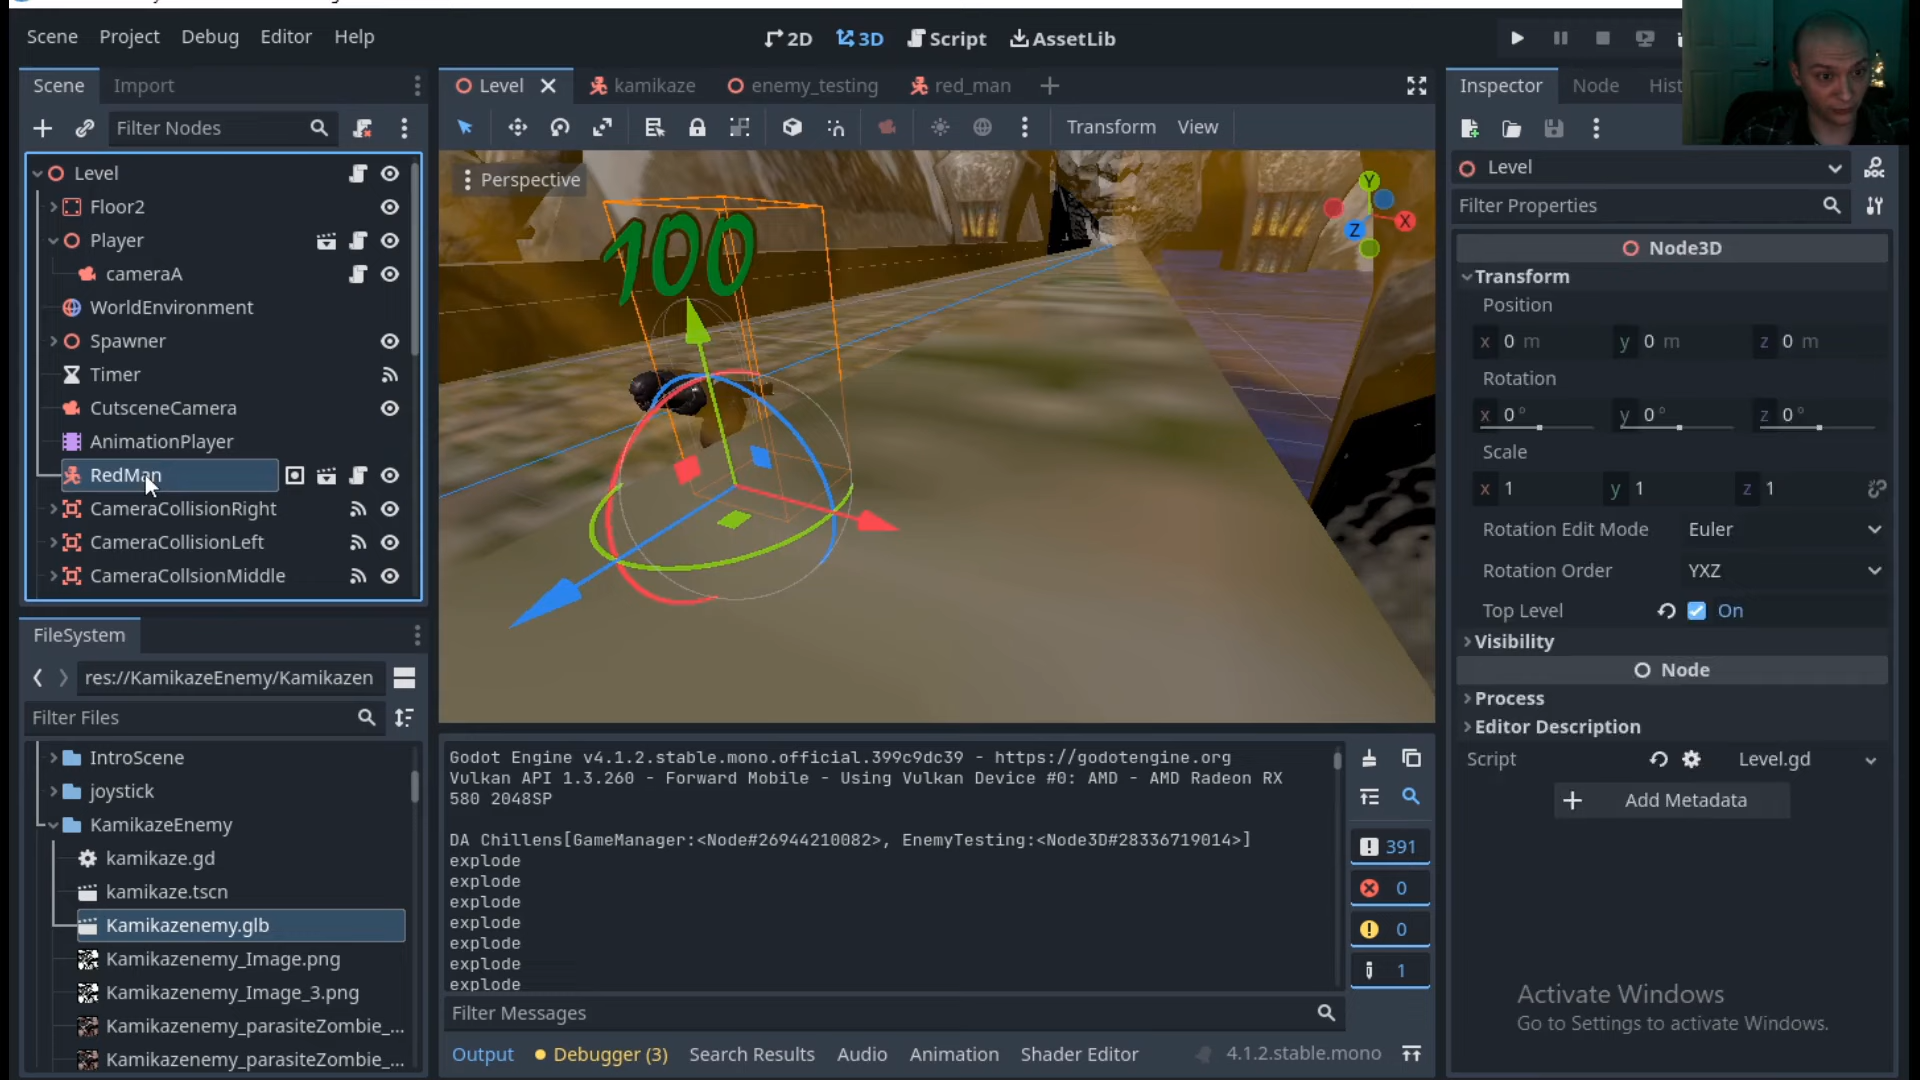 Scene Project Debug Editor Help
2D 3D Script AssetLib
Scene Import
Level kamikaze enemy_testing red_man
Inspector Node Hist
Filter Nodes
Transform View
Level
Floor2
Player
cameraA
WorldEnvironment
Spawner
Timer
CutsceneCamera
AnimationPlayer
RedMan
CameraCollisionRight
CameraCollisionLeft
CameraCollsionMiddle
Perspective
100
Y
X
Z
FileSystem
res://KamikazeEnemy/Kamikazen
Filter Files
IntroScene
joystick
KamikazeEnemy
kamikaze.gd
kamikaze.tscn
Kamikazenemy.glb
Kamikazenemy_Image.png
Kamikazenemy_Image_3.png
Kamikazenemy_parasiteZombie_...
Kamikazenemy_parasiteZombie_...
Godot Engine v4.1.2.stable.mono.official.399c9dc39 - https://godotengine.org
Vulkan API 1.3.260 - Forward Mobile - Using Vulkan Device #0: AMD - AMD Radeon RX
580 2048SP
DA Chillens[GameManager:<Node#26944210082>, EnemyTesting:<Node3D#28336719014>]
explode
explode
explode
explode
explode
explode
explode
391
0
0
1
Filter Messages
Output Debugger (3) Search Results Audio Animation Shader Editor 4.1.2.stable.mono
Level
DOC
Filter Properties
Node3D
Transform
Position
x 0 m y 0 m z 0 m
Rotation
x 0 ° y 0 ° z 0 °
Scale
x 1 y 1 z 1
Rotation Edit Mode Euler
Rotation Order YXZ
Top Level On
Visibility
Node
Process
Editor Description
Script Level.gd
Add Metadata
Activate Windows
Go to Settings to activate Windows.